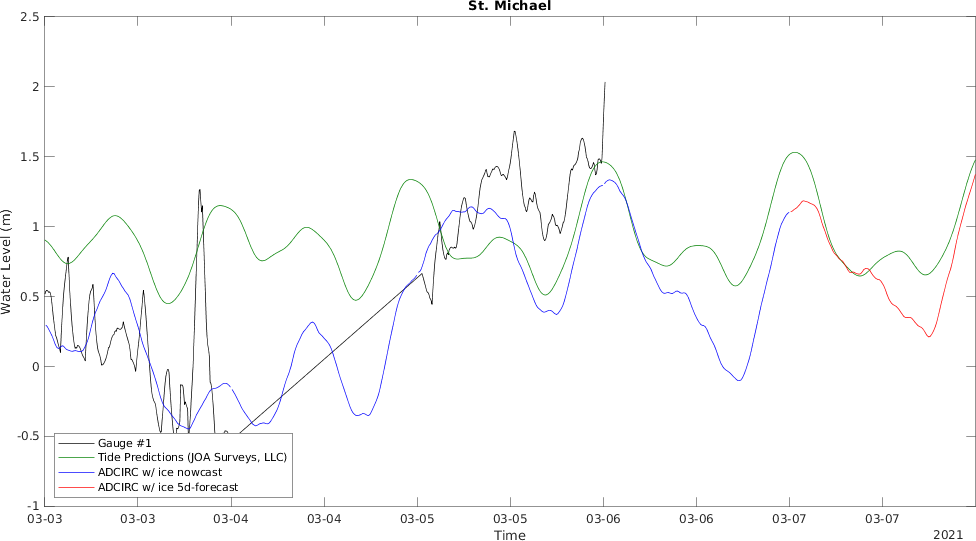 St. Michael
2.5
2
1.5
1
0.5
0
-0.5
-1
Water Level (m)
Gauge #1
Tide Predictions (JOA Surveys, LLC)
ADCIRC w/ ice nowcast
ADCIRC w/ ice 5d-forecast
03-03 03-03 03-04 03-04 03-05 03-05 03-06 03-06 03-07 03-07
Time
2021